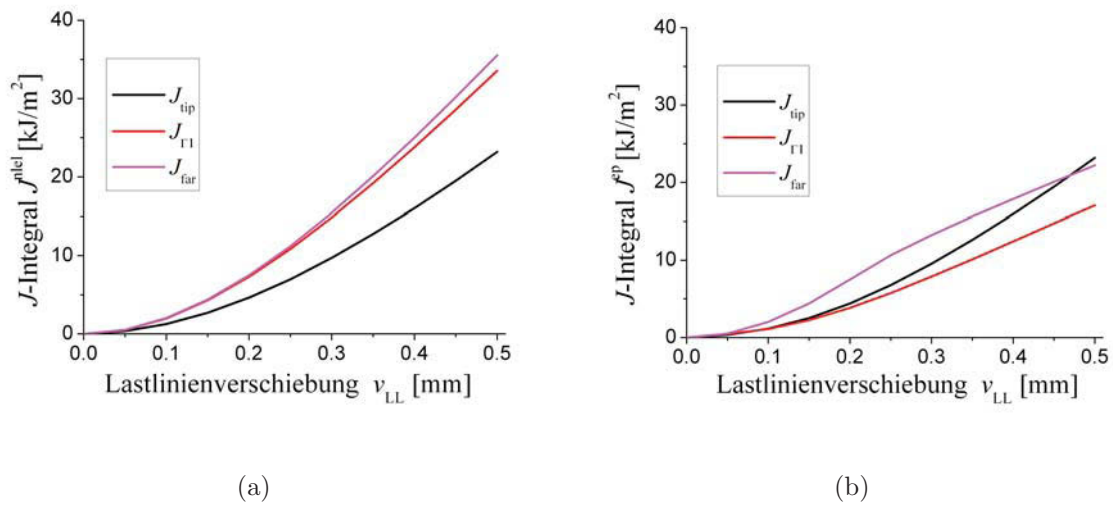 40
30
20
10
0
J-Integral J^nlel [kJ/m²]
J_tip
J_Γ1
J_far
0.0 0.1 0.2 0.3 0.4 0.5
Lastlinienverschiebung v_LL [mm]
(a)
40
30
20
10
0
J-Integral J^ep [kJ/m²]
J_tip
J_Γ1
J_far
0.0 0.1 0.2 0.3 0.4 0.5
Lastlinienverschiebung v_LL [mm]
(b)